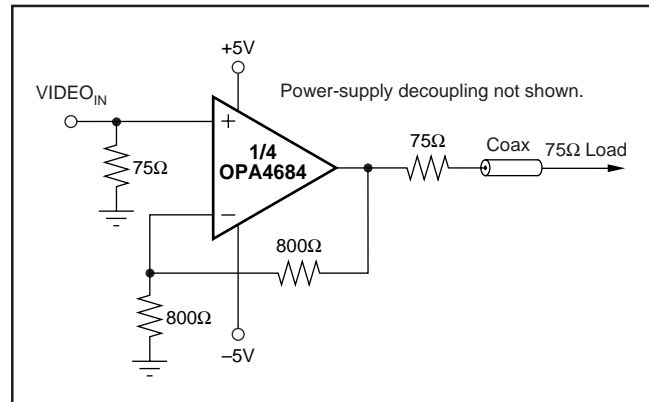 +5V
VIDEO_IN
Power-supply decoupling not shown.
+
1/4
OPA4684
75Ω
75Ω
Coax
75Ω Load
−
800Ω
800Ω
−5V